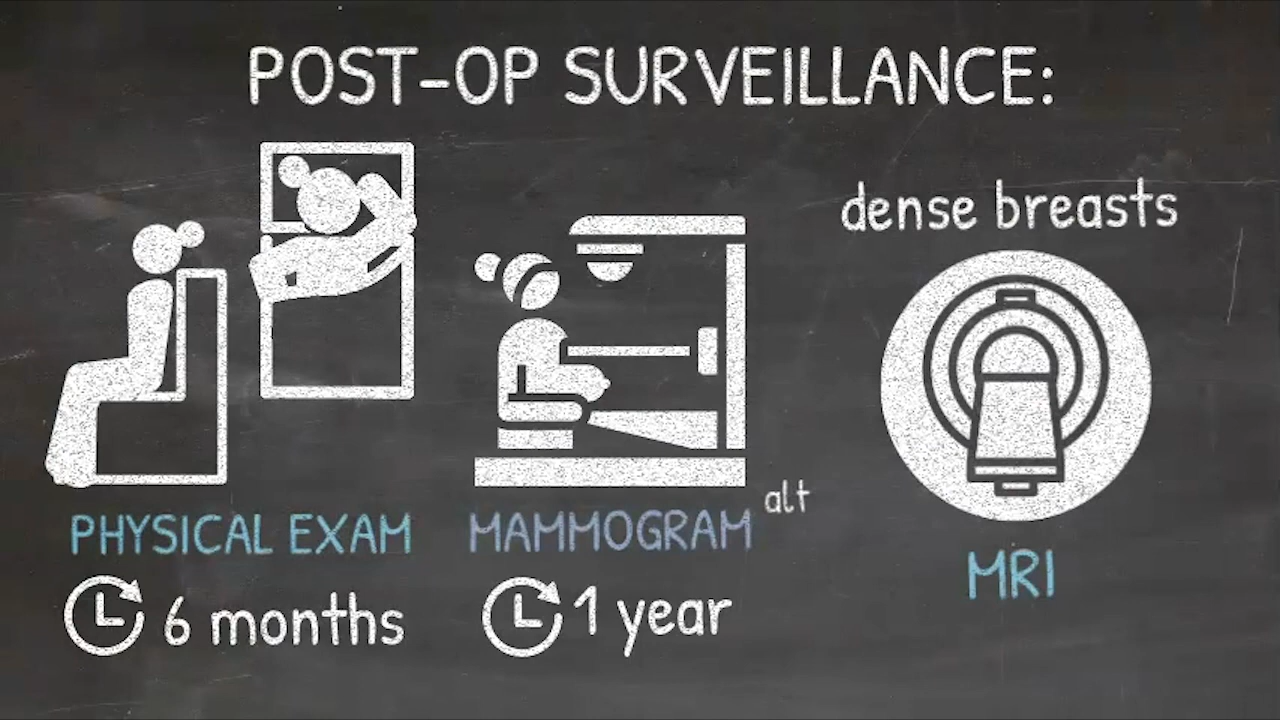 POST-OP SURVEILLANCE:
PHYSICAL EXAM
6 months
MAMMOGRAM alt
1 year
dense breasts
MRI